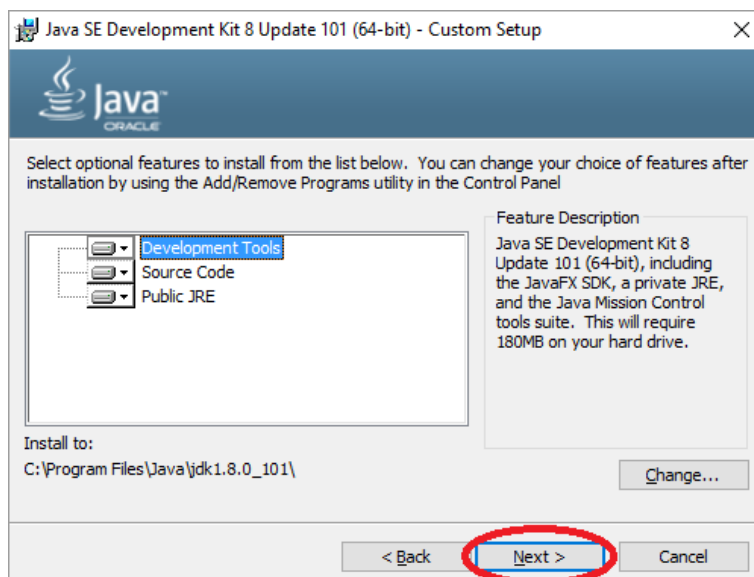 Java SE Development Kit 8 Update 101 (64-bit) - Custom Setup
Java™
ORACLE
Select optional features to install from the list below. You can change your choice of features after
installation by using the Add/Remove Programs utility in the Control Panel
Development Tools
Source Code
Public JRE
Feature Description
Java SE Development Kit 8
Update 101 (64-bit), including
the JavaFX SDK, a private JRE,
and the Java Mission Control
tools suite. This will require
180MB on your hard drive.
Install to:
C:\Program Files\Java\jdk1.8.0_101\
Change...
< Back
Next >
Cancel